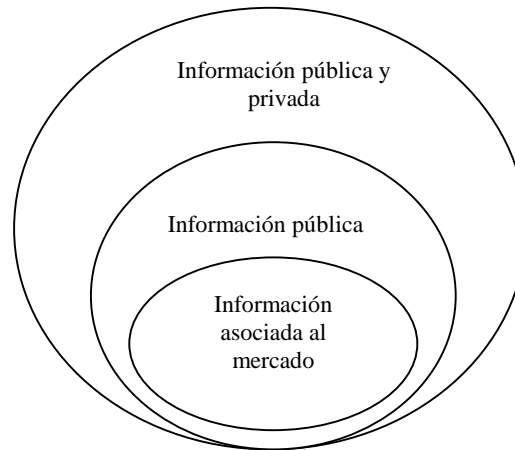 Información pública y
privada
Información pública
Información
asociada al
mercado